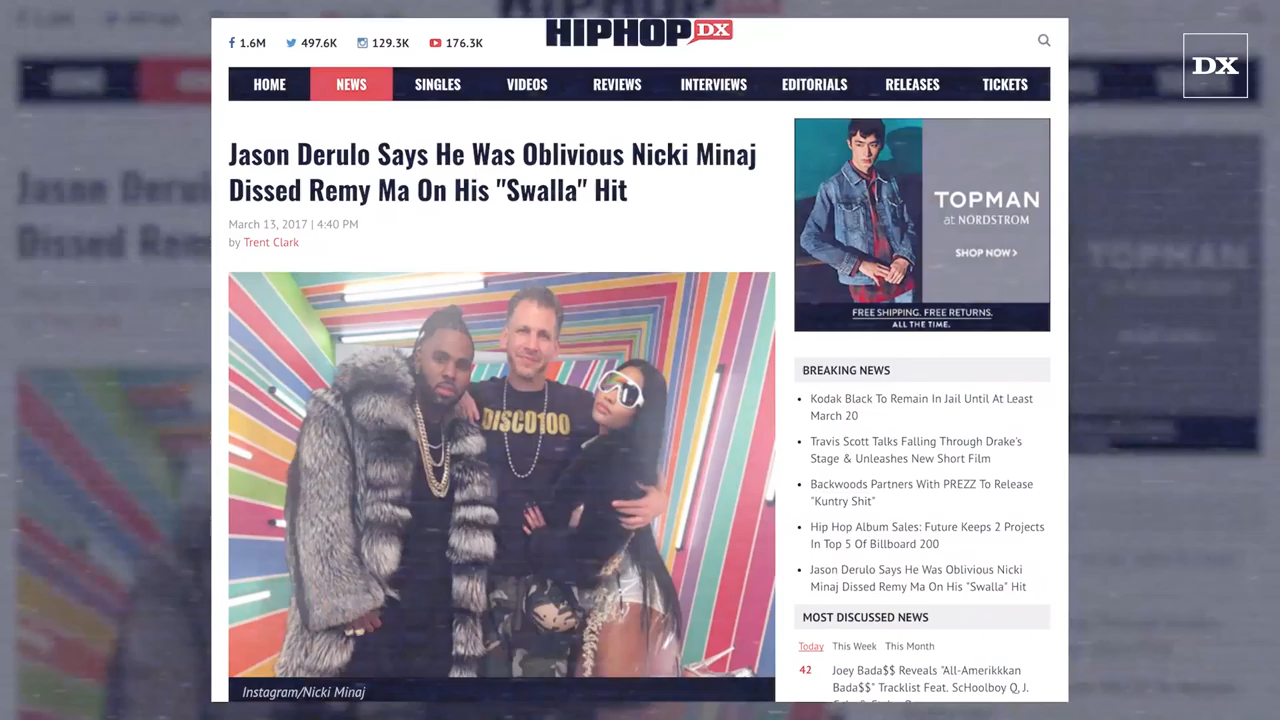 HIPHOPDX
1.6M 497.6K 129.3K 176.3K
DX
HOME NEWS SINGLES VIDEOS REVIEWS INTERVIEWS EDITORIALS RELEASES TICKETS
Jason Derulo Says He Was Oblivious Nicki Minaj
Dissed Remy Ma On His "Swalla" Hit
March 13, 2017 | 4:40 PM
by Trent Clark
DISCO100
Instagram/Nicki Minaj
TOPMAN
at NORDSTROM
SHOP NOW >
FREE SHIPPING. FREE RETURNS.
ALL THE TIME.
BREAKING NEWS
• Kodak Black To Remain In Jail Until At Least
March 20
• Travis Scott Talks Falling Through Drake's
Stage & Unleashes New Short Film
• Backwoods Partners With PREZZ To Release
"Kuntry Shit"
• Hip Hop Album Sales: Future Keeps 2 Projects
In Top 5 Of Billboard 200
• Jason Derulo Says He Was Oblivious Nicki
Minaj Dissed Remy Ma On His "Swalla" Hit
MOST DISCUSSED NEWS
Today This Week This Month
42 Joey Bada$$ Reveals "All-Amerikkkan
Bada$$" Tracklist Feat. ScHoolboy Q, J.